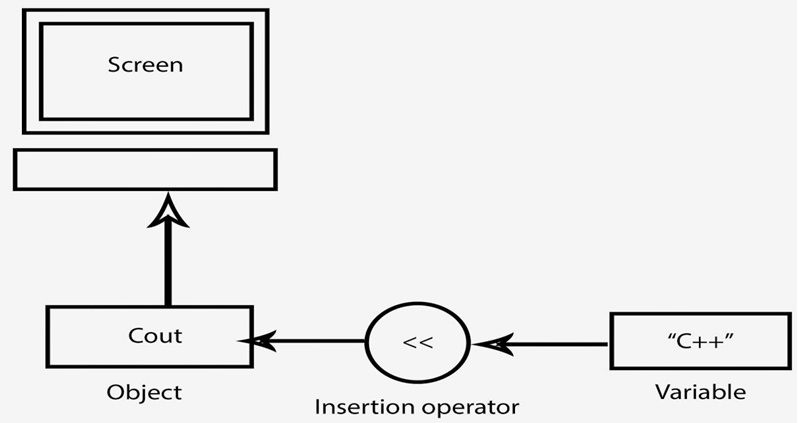 Screen
Cout
<<
“C++”
Object
Insertion operator
Variable